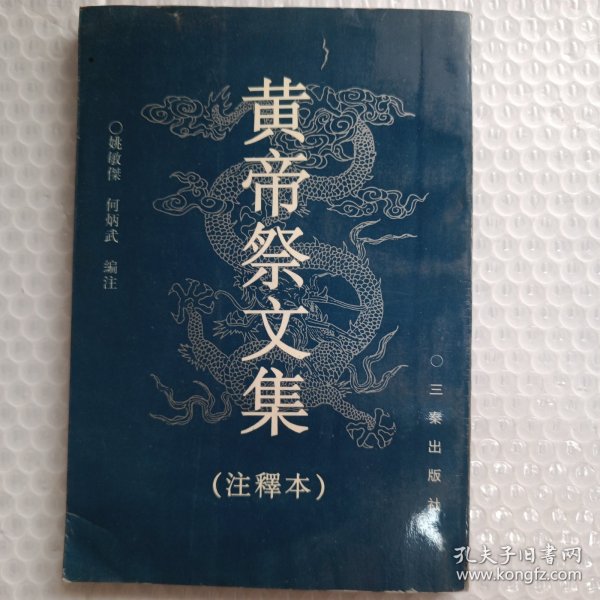 黄帝祭文集
(注釋本)
○姚敏傑 何炳武 編注
○三秦出版社
孔夫子旧书网
www.kongfz.com